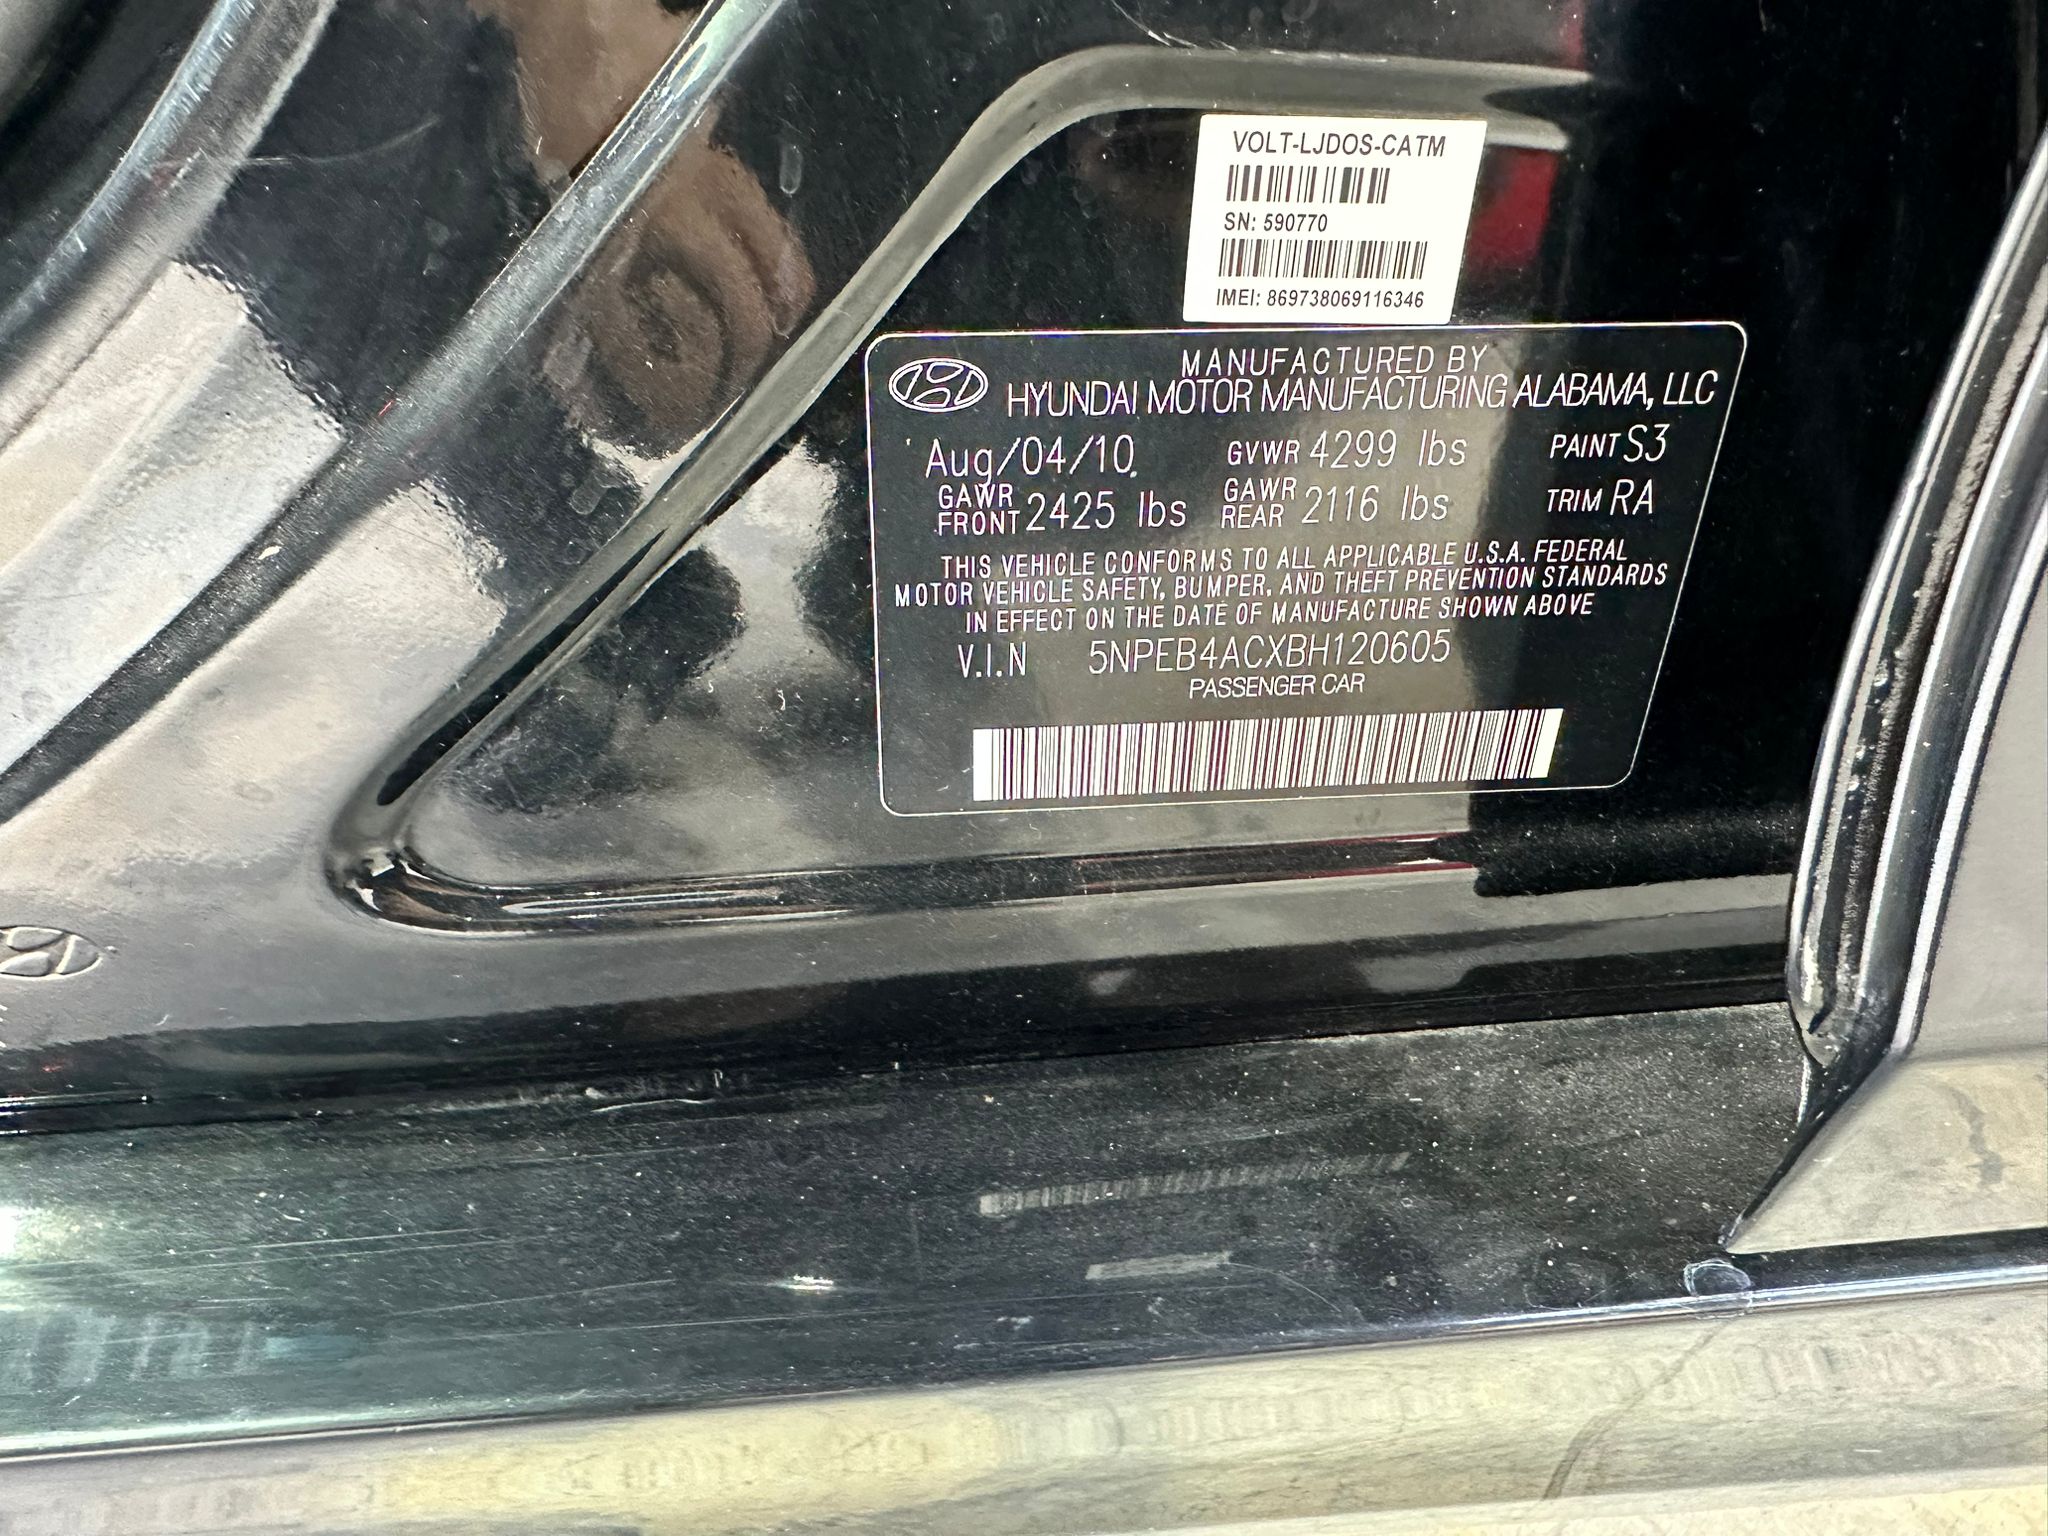 VOLT-LJDOS-CATM
SN: 590770
IMEI: 869738069116346
MANUFACTURED BY
HYUNDAI MOTOR MANUFACTURING ALABAMA, LLC
Aug/04/10 GVWR 4299 lbs PAINT S3
GAWR FRONT 2425 lbs GAWR REAR 2116 lbs TRIM RA
THIS VEHICLE CONFORMS TO ALL APPLICABLE U.S.A. FEDERAL
MOTOR VEHICLE SAFETY, BUMPER, AND THEFT PREVENTION STANDARDS
IN EFFECT ON THE DATE OF MANUFACTURE SHOWN ABOVE
V.I.N 5NPEB4ACXBH120605
PASSENGER CAR